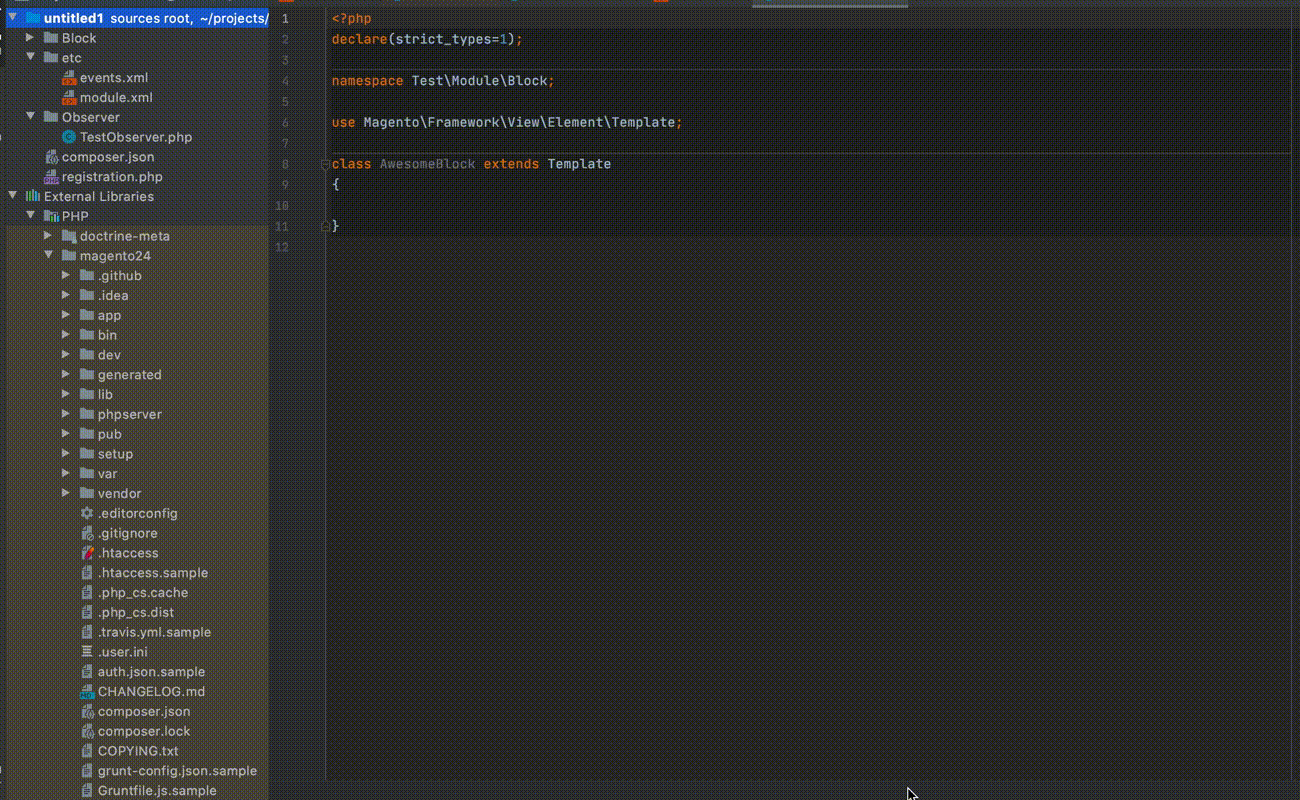 untitled1 sources root, ~/projects/
Block
etc
events.xml
module.xml
Observer
TestObserver.php
composer.json
registration.php
External Libraries
PHP
doctrine-meta
magento24
.github
.idea
app
bin
dev
generated
lib
phpserver
pub
setup
var
vendor
.editorconfig
.gitignore
.htaccess
.htaccess.sample
.php_cs.cache
.php_cs.dist
.travis.yml.sample
.user.ini
auth.json.sample
CHANGELOG.md
composer.json
composer.lock
COPYING.txt
grunt-config.json.sample
Gruntfile.js.sample
1 <?php
2 declare(strict_types=1);
3
4 namespace Test\Module\Block;
5
6 use Magento\Framework\View\Element\Template;
7
8 class AwesomeBlock extends Template
9 {
10
11 }
12